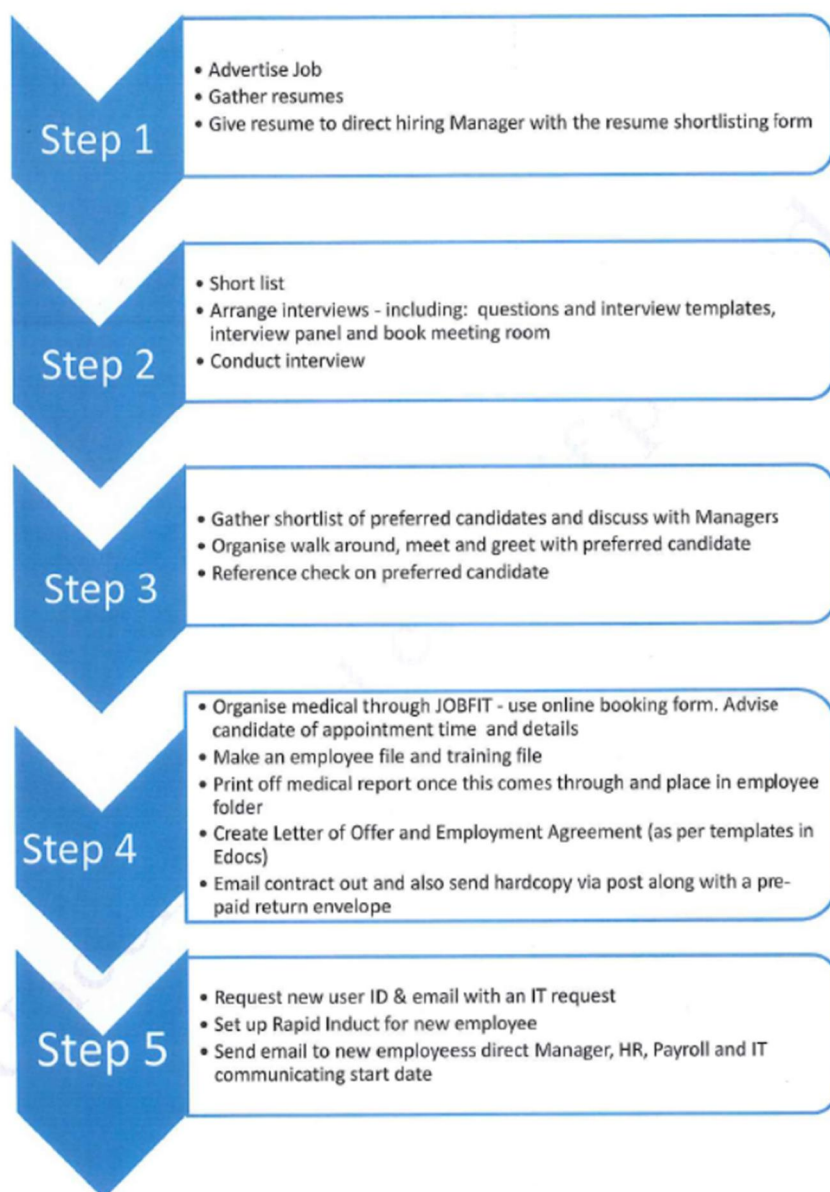 Step 1
• Advertise Job
• Gather resumes
• Give resume to direct hiring Manager with the resume shortlisting form
Step 2
• Short list
• Arrange interviews - including: questions and interview templates,
interview panel and book meeting room
• Conduct interview
Step 3
• Gather shortlist of preferred candidates and discuss with Managers
• Organise walk around, meet and greet with preferred candidate
• Reference check on preferred candidate
Step 4
• Organise medical through JOBFIT - use online booking form. Advise
candidate of appointment time and details
• Make an employee file and training file
• Print off medical report once this comes through and place in employee
folder
• Create Letter of Offer and Employment Agreement (as per templates in
Edocs)
• Email contract out and also send hardcopy via post along with a pre-
paid return envelope
Step 5
• Request new user ID & email with an IT request
• Set up Rapid Induct for new employee
• Send email to new employeess direct Manager, HR, Payroll and IT
communicating start date